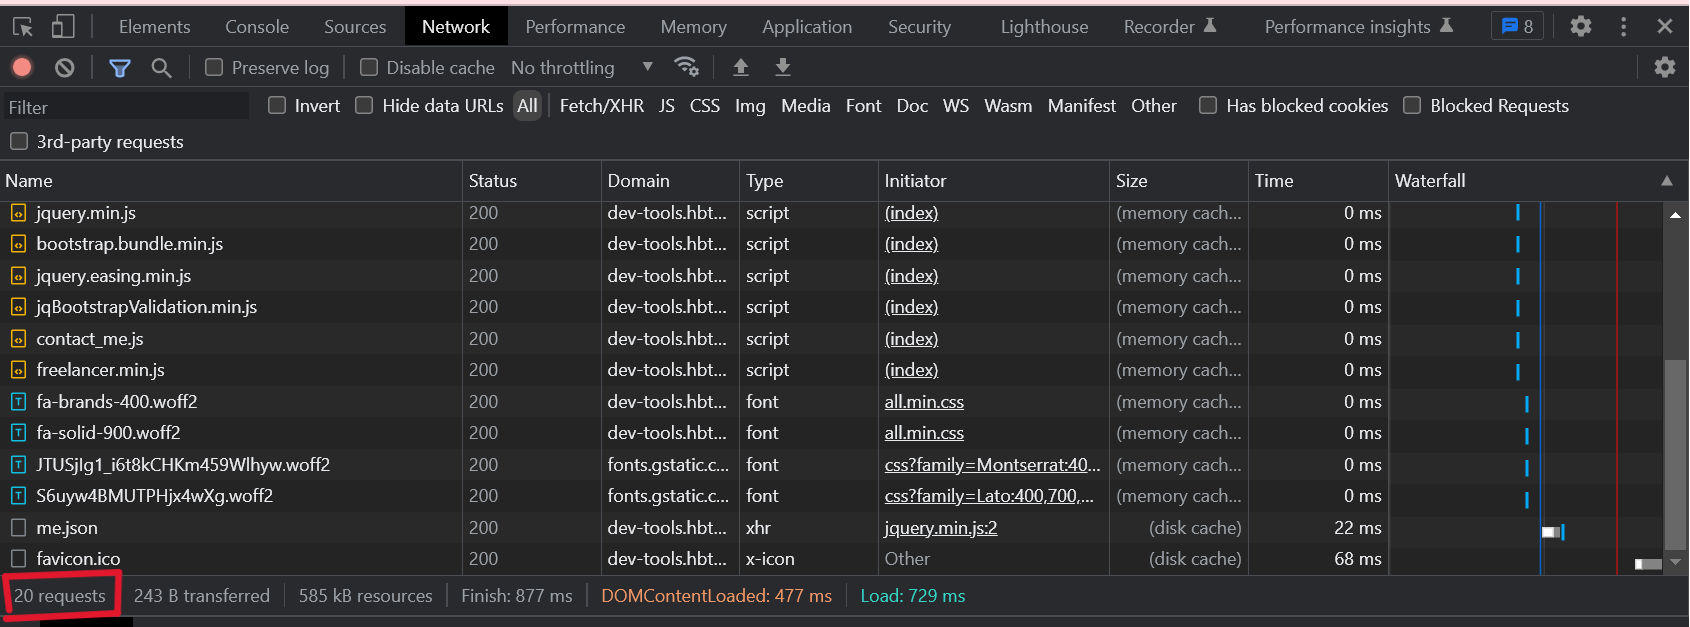 Elements Console Sources Network Performance Memory Application Security Lighthouse Recorder Performance insights 8
Preserve log Disable cache No throttling
Filter Invert Hide data URLs All Fetch/XHR JS CSS Img Media Font Doc WS Wasm Manifest Other Has blocked cookies Blocked Requests
3rd-party requests
Name Status Domain Type Initiator Size Time Waterfall
jquery.min.js 200 dev-tools.hbt... script (index) (memory cach... 0 ms
bootstrap.bundle.min.js 200 dev-tools.hbt... script (index) (memory cach... 0 ms
jquery.easing.min.js 200 dev-tools.hbt... script (index) (memory cach... 0 ms
jqBootstrapValidation.min.js 200 dev-tools.hbt... script (index) (memory cach... 0 ms
contact_me.js 200 dev-tools.hbt... script (index) (memory cach... 0 ms
freelancer.min.js 200 dev-tools.hbt... script (index) (memory cach... 0 ms
fa-brands-400.woff2 200 dev-tools.hbt... font all.min.css (memory cach... 0 ms
fa-solid-900.woff2 200 dev-tools.hbt... font all.min.css (memory cach... 0 ms
JTUSjIg1_i6t8kCHKm459Wlhyw.woff2 200 fonts.gstatic.c... font css?family=Montserrat:40... (memory cach... 0 ms
S6uyw4BMUTPHjx4wXg.woff2 200 fonts.gstatic.c... font css?family=Lato:400,700,... (memory cach... 0 ms
me.json 200 dev-tools.hbt... xhr jquery.min.js:2 (disk cache) 22 ms
favicon.ico 200 dev-tools.hbt... x-icon Other (disk cache) 68 ms
20 requests 243 B transferred 585 kB resources Finish: 877 ms DOMContentLoaded: 477 ms Load: 729 ms